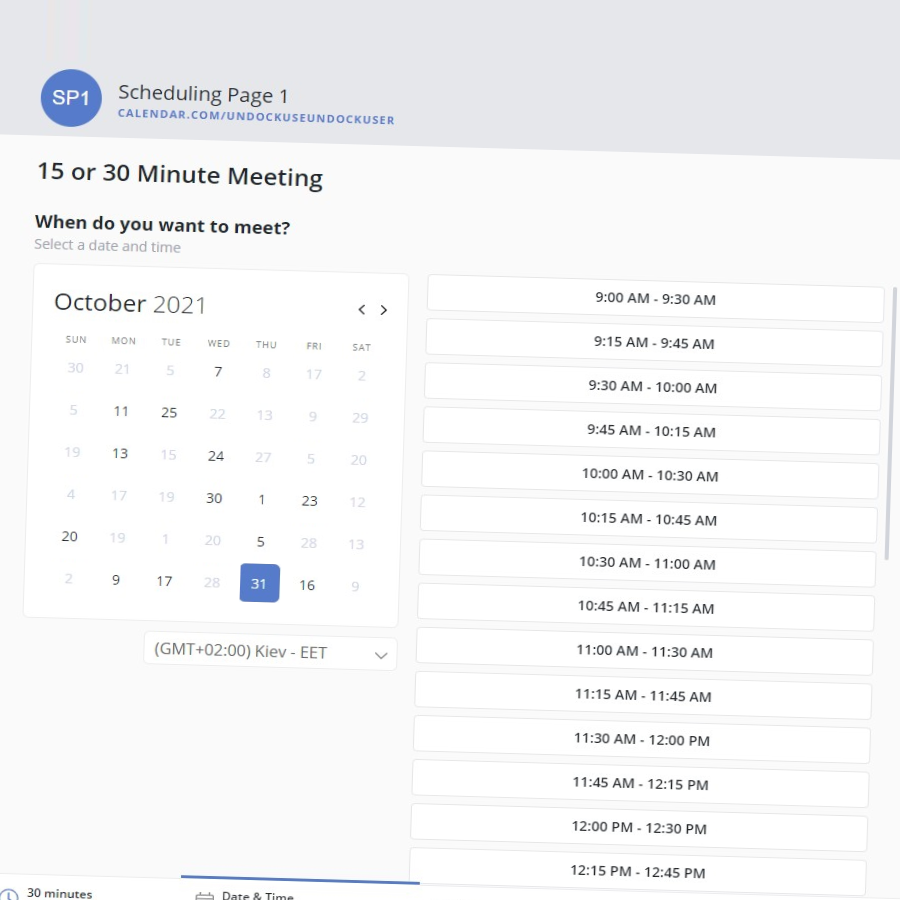 SP1
Scheduling Page 1
CALENDAR.COM/UNDOCKUSEUNDOCKUSER
15 or 30 Minute Meeting
When do you want to meet?
Select a date and time
October 2021
SUN MON TUE WED THU FRI SAT
30 21 5 7 8 17 2
5 11 25 22 13 9 29
19 13 15 24 27 5 20
4 17 19 30 1 23 12
20 19 1 20 5 28 13
2 9 17 28 31 16 9
(GMT+02:00) Kiev - EET
9:00 AM - 9:30 AM
9:15 AM - 9:45 AM
9:30 AM - 10:00 AM
9:45 AM - 10:15 AM
10:00 AM - 10:30 AM
10:15 AM - 10:45 AM
10:30 AM - 11:00 AM
10:45 AM - 11:15 AM
11:00 AM - 11:30 AM
11:15 AM - 11:45 AM
11:30 AM - 12:00 PM
11:45 AM - 12:15 PM
12:00 PM - 12:30 PM
12:15 PM - 12:45 PM
30 minutes
Date & Time